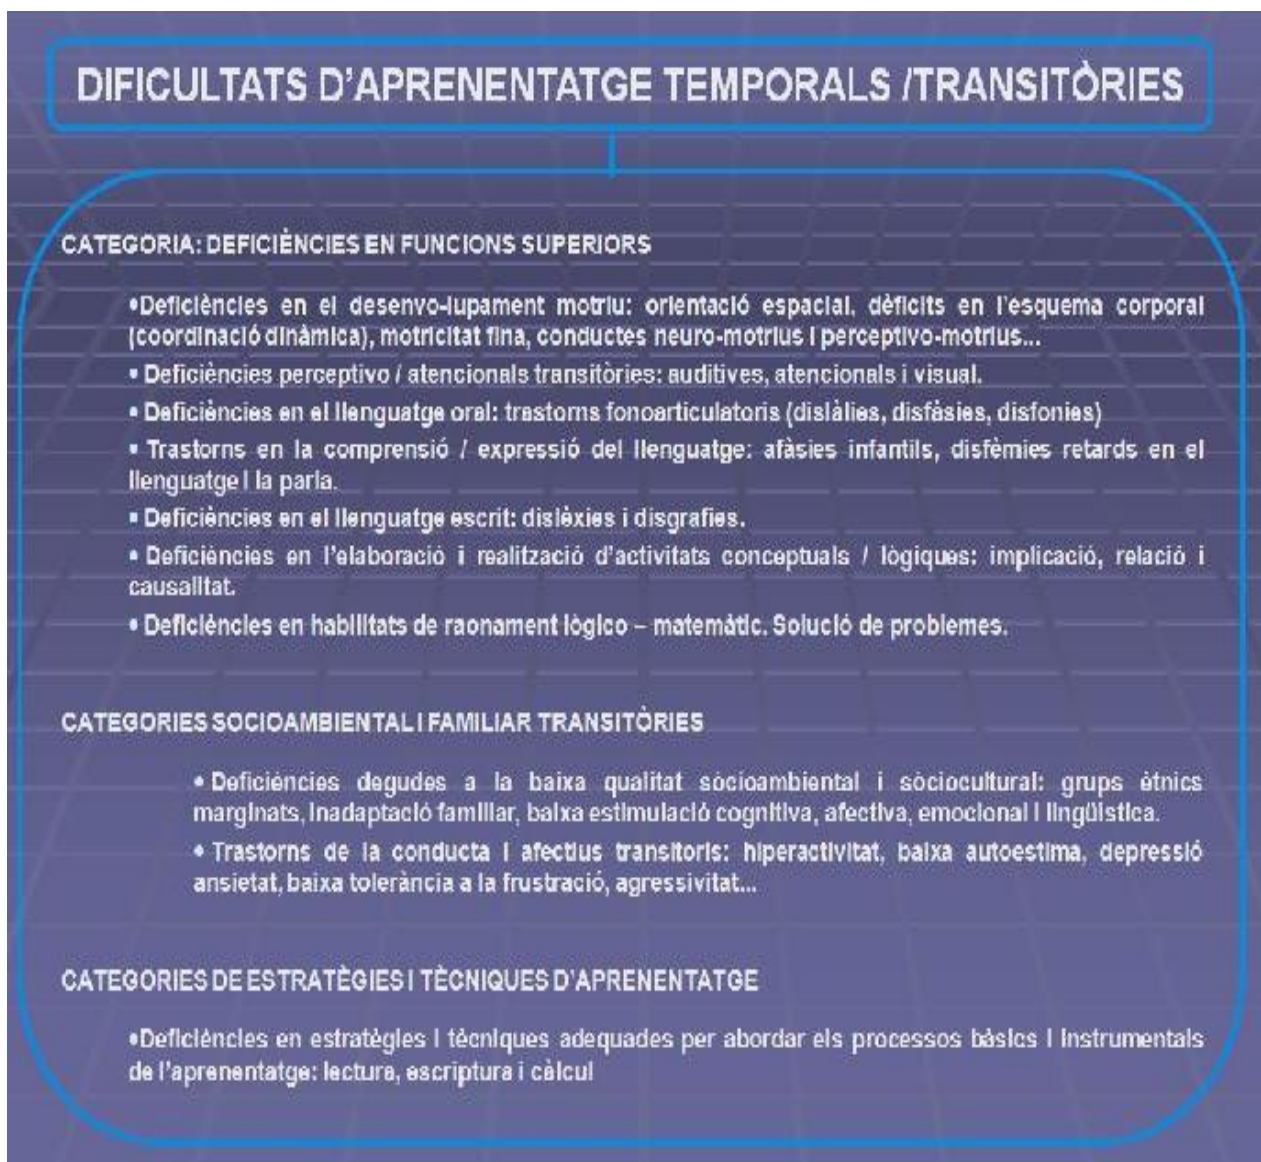 DIFICULTATS D'APRENENTATGE TEMPORALS /TRANSITÒRIES
CATEGORIA: DEFICIÈNCIES EN FUNCIONS SUPERIORS
•Deficiències en el desenvo-lupament motriu: orientació espacial, dèficits en l'esquema corporal
(coordinació dinàmica), motricitat fina, conductes neuro-motrius i perceptivo-motrius...
▪ Deficiències perceptivo / atencionals transitòries: auditives, atencionals i visual.
▪ Deficiències en el llenguatge oral: trastorns fonoarticulatoris (dislàlies, disfàsies, disfonies)
▪ Trastorns en la comprensió / expressió del llenguatge: afàsies infantils, disfèmies retards en el
llenguatge i la parla.
▪ Deficiències en el llenguatge escrit: dislèxies i disgrafies.
▪ Deficiències en l'elaboració i realització d'activitats conceptuals / lògiques: implicació, relació i
causalitat.
▪ Deficiències en habilitats de raonament lògico – matemàtic. Solució de problemes.
CATEGORIES SOCIOAMBIENTAL I FAMILIAR TRANSITÒRIES
• Deficiències degudes a la baixa qualitat sòcioambiental i sòciocultural: grups ètnics
marginats, inadaptació familiar, baixa estimulació cognitiva, afectiva, emocional i lingüística.
• Trastorns de la conducta i afectius transitoris: hiperactivitat, baixa autoestima, depressió
ansietat, baixa tolerància a la frustració, agressivitat...
CATEGORIES DE ESTRATÈGIES I TÈCNIQUES D'APRENENTATGE
•Deficiències en estratègies i tècniques adequades per abordar els processos bàsics i instrumentals
de l'aprenentatge: lectura, escriptura i càlcul